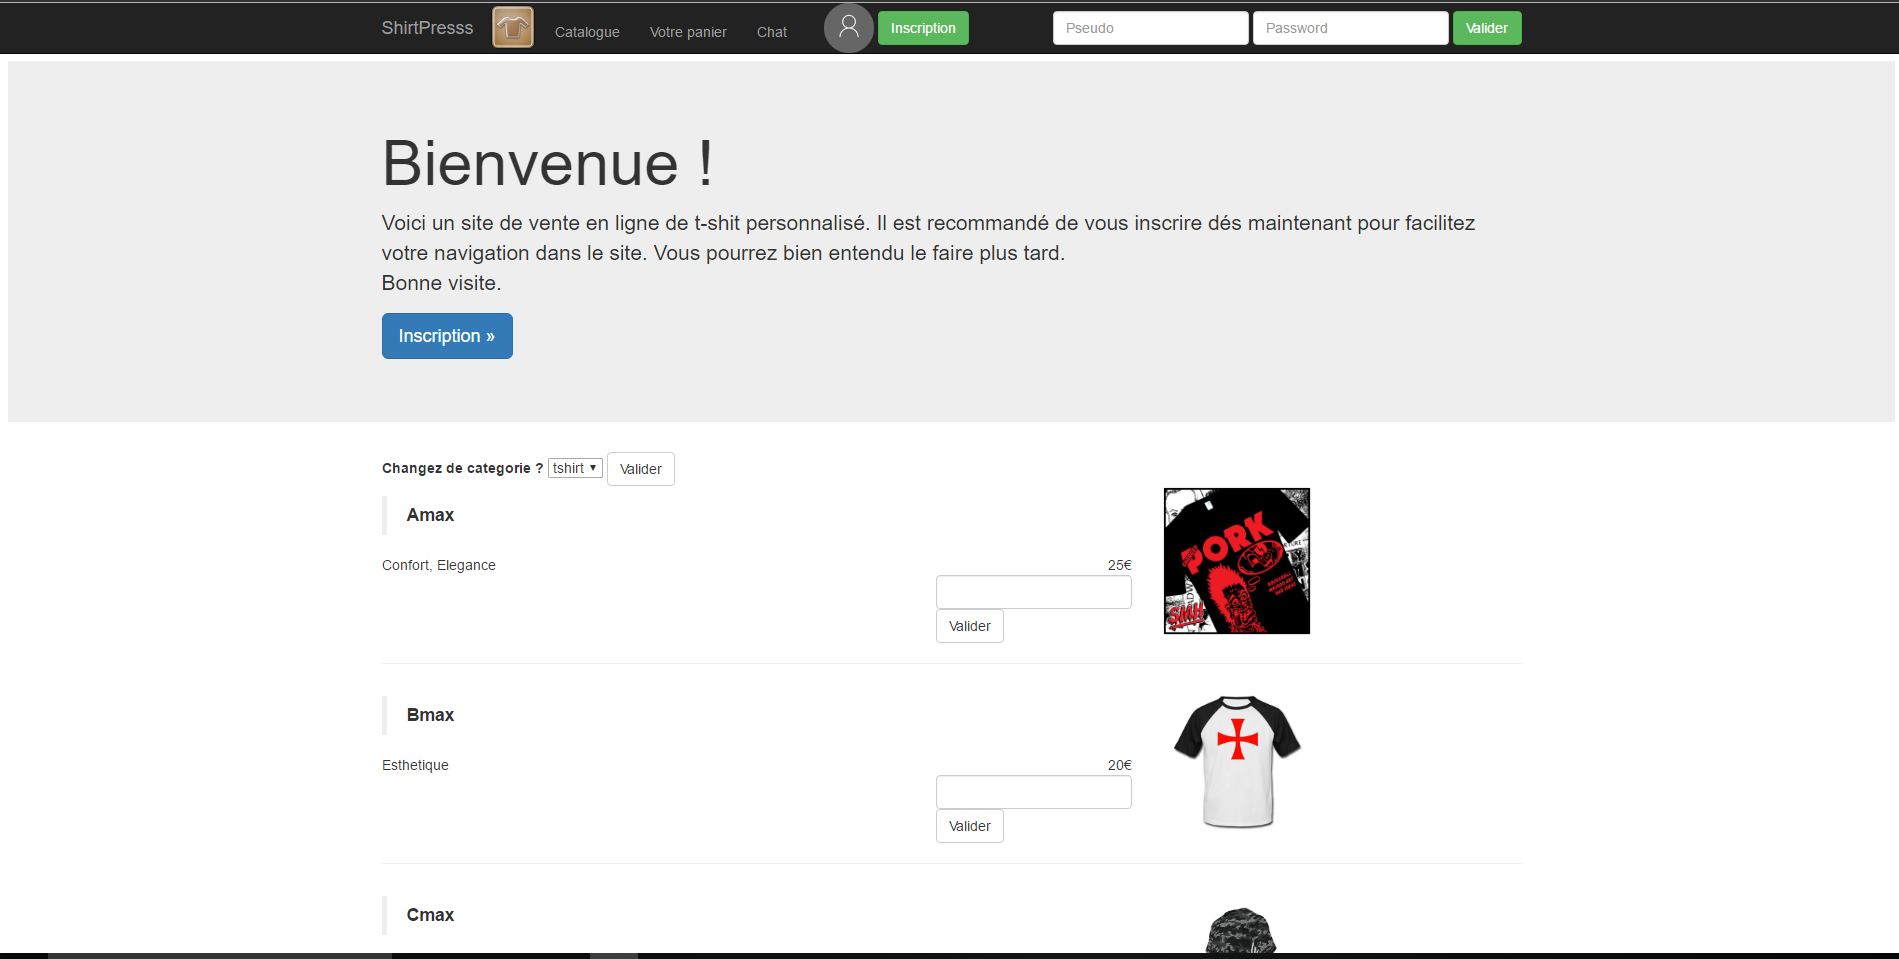 ShirtPresss Catalogue Votre panier Chat Inscription Pseudo Password Valider
Bienvenue !
Voici un site de vente en ligne de t-shit personnalisé. Il est recommandé de vous inscrire dés maintenant pour facilitez
votre navigation dans le site. Vous pourrez bien entendu le faire plus tard.
Bonne visite.
Inscription »
Changez de categorie ? tshirt Valider
Amax
Confort, Elegance
25€
Valider
PORK
SMH
Bmax
Esthetique
20€
Valider
Cmax